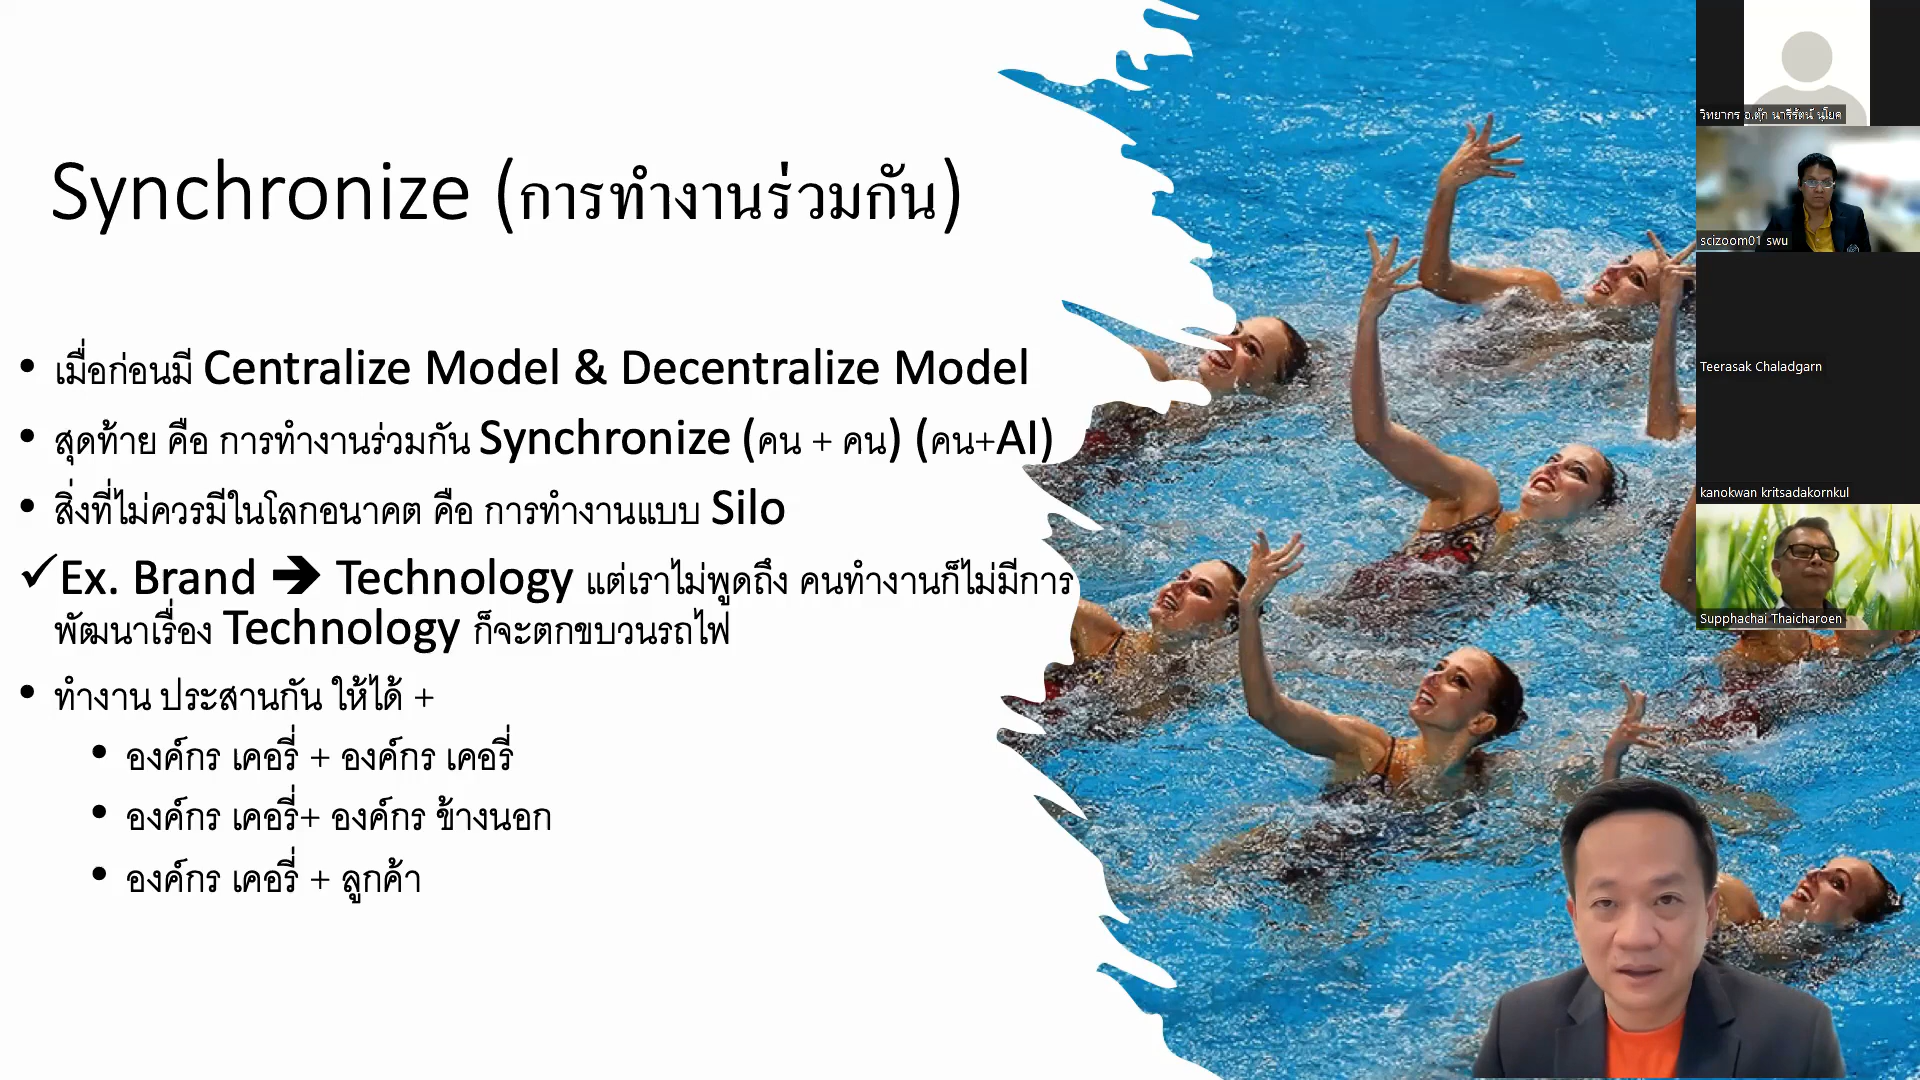 Synchronize (การทำงานร่วมกัน)
• เมื่อก่อนมี Centralize Model & Decentralize Model
• สุดท้าย คือ การทำงานร่วมกัน Synchronize (คน + คน) (คน+AI)
• สิ่งที่ไม่ควรมีในโลกอนาคต คือ การทำงานแบบ Silo
✓Ex. Brand ➔ Technology แต่เราไม่พูดถึง คนทำงานก็ไม่มีการ
พัฒนาเรื่อง Technology ก็จะตกขบวนรถไฟ
• ทำงาน ประสานกัน ให้ได้ +
• องค์กร เคอรี่ + องค์กร เคอรี่
• องค์กร เคอรี่+ องค์กร ข้างนอก
• องค์กร เคอรี่ + ลูกค้า
วิทยากร อ.ตุ๊ก นารีรัตน์ นุโยค
scizoom01 swu
Teerasak Chaladgarn
kanokwan kritsadakornkul
Supphachai Thaicharoen